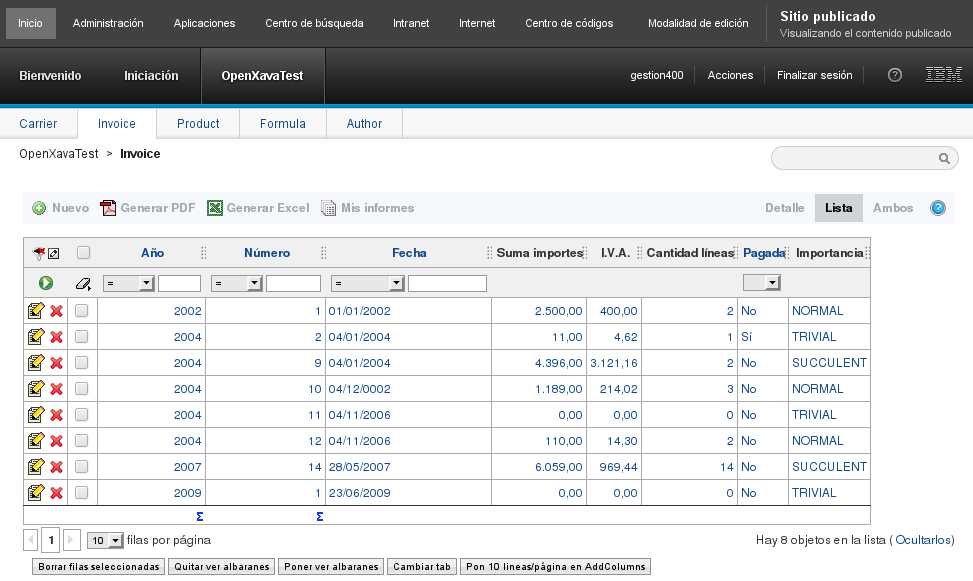 Inicio Administración Aplicaciones Centro de búsqueda Intranet Internet Centro de códigos Modalidad de edición Sitio publicado
Visualizando el contenido publicado
Bienvenido Iniciación OpenXavaTest gestion400 Acciones Finalizar sesión ? IBM
Carrier Invoice Product Formula Author
OpenXavaTest > Invoice
Nuevo Generar PDF Generar Excel Mis informes Detalle Lista Ambos ?
Año Número Fecha Suma importes I.V.A. Cantidad líneas Pagada Importancia
= = =
2002 1 01/01/2002 2.500,00 400,00 2 No NORMAL
2004 2 04/01/2004 11,00 4,62 1 Sí TRIVIAL
2004 9 04/01/2004 4.396,00 3.121,16 2 No SUCCULENT
2004 10 04/12/0002 1.189,00 214,02 3 No NORMAL
2004 11 04/11/2006 0,00 0,00 0 No TRIVIAL
2004 12 04/11/2006 110,00 14,30 2 No NORMAL
2007 14 28/05/2007 6.059,00 969,44 14 No SUCCULENT
2009 1 23/06/2009 0,00 0,00 0 No TRIVIAL
Σ Σ
1 10 filas por página Hay 8 objetos en la lista ( Ocultarlos)
Borrar filas seleccionadas Quitar ver albaranes Poner ver albaranes Cambiar tab Pon 10 lineas/página en AddColumns